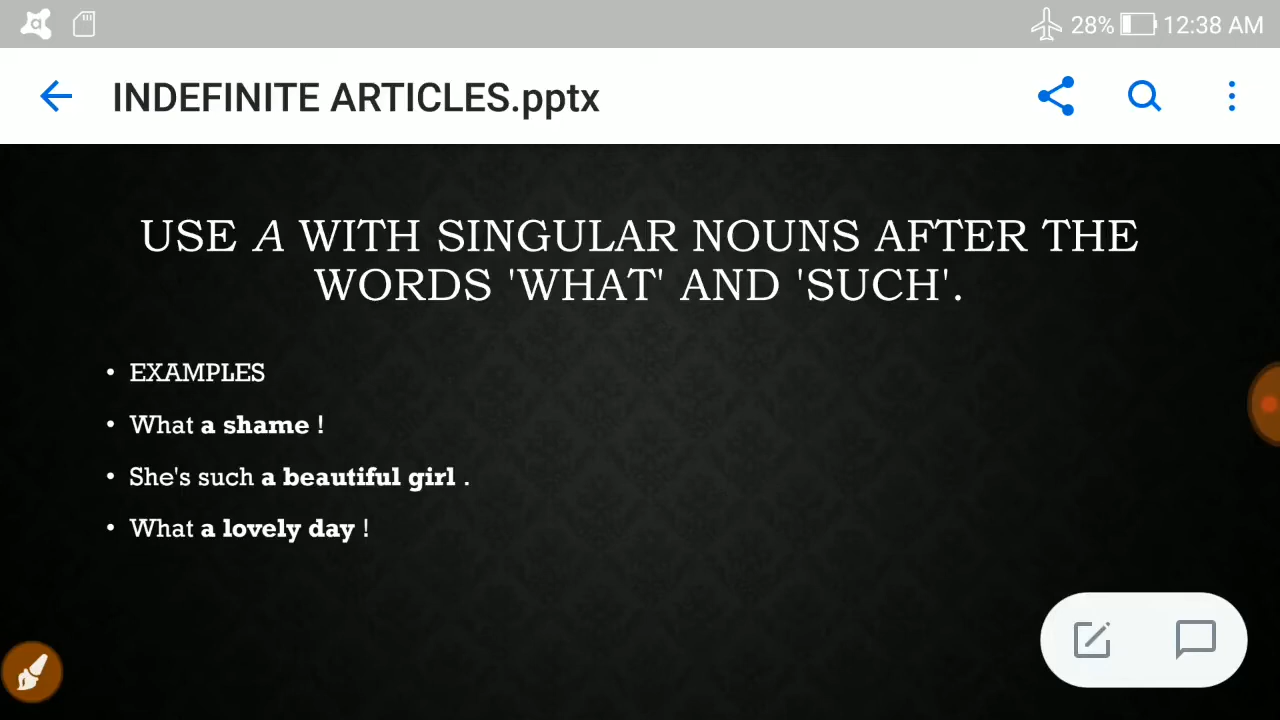 28% 12:38 AM
INDEFINITE ARTICLES.pptx
USE A WITH SINGULAR NOUNS AFTER THE
WORDS 'WHAT' AND 'SUCH'.
• EXAMPLES
• What a shame !
• She's such a beautiful girl .
• What a lovely day !